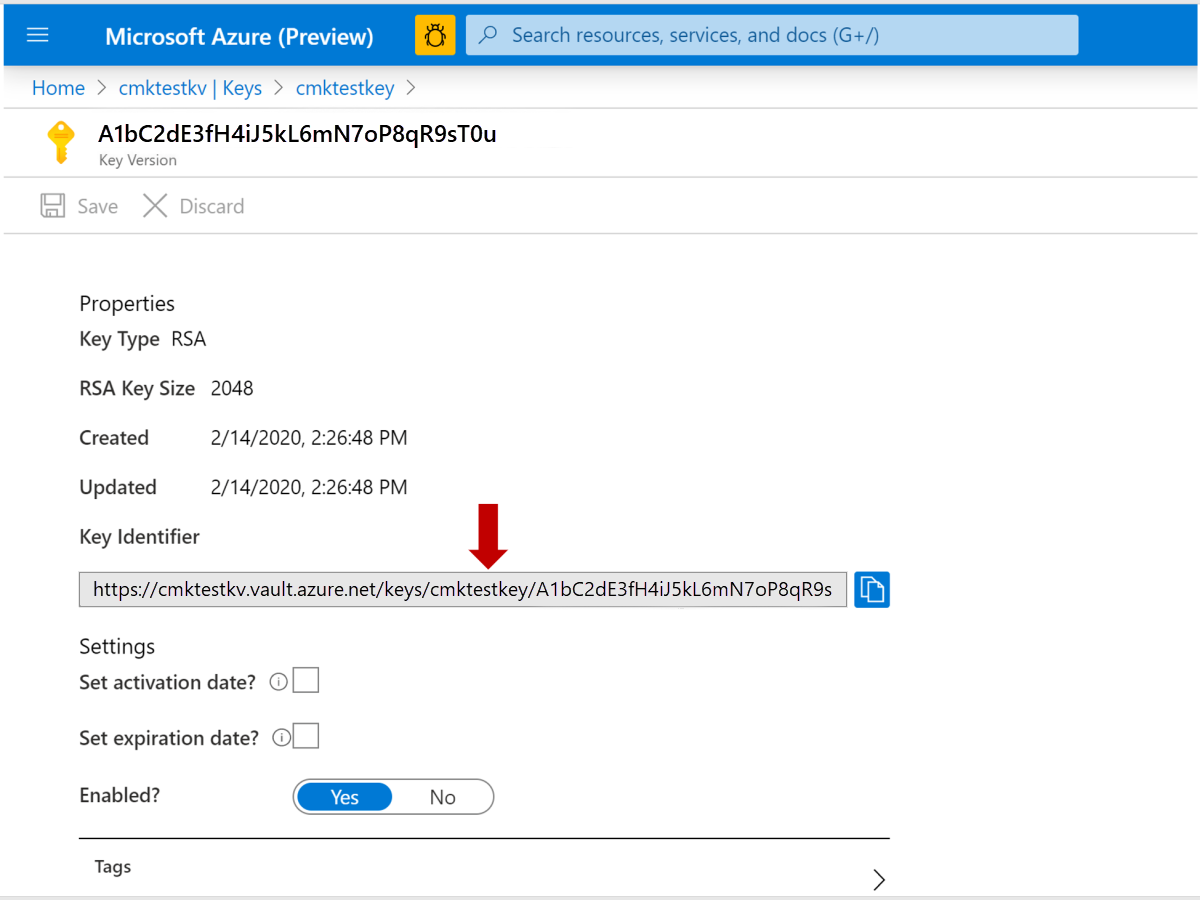 Microsoft Azure (Preview) Search resources, services, and docs (G+/)
Home > cmktestkv | Keys > cmktestkey >
A1bC2dE3fH4iJ5kL6mN7oP8qR9sT0u
Key Version
Save Discard
Properties
Key Type RSA
RSA Key Size 2048
Created 2/14/2020, 2:26:48 PM
Updated 2/14/2020, 2:26:48 PM
Key Identifier
https://cmktestkv.vault.azure.net/keys/cmktestkey/A1bC2dE3fH4iJ5kL6mN7oP8qR9s
Settings
Set activation date?
Set expiration date?
Enabled? Yes No
Tags